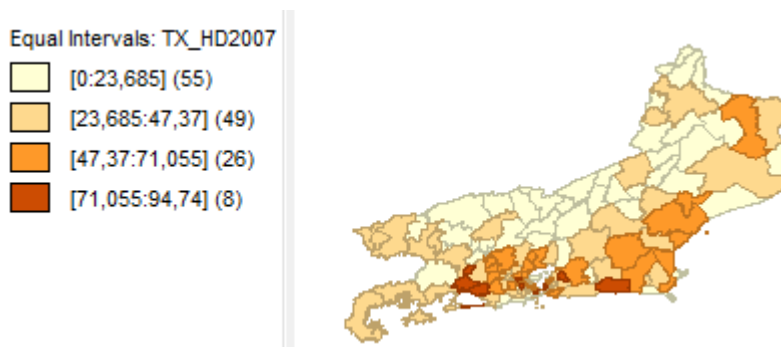 Equal Intervals: TX_HD2007
[0:23,685] (55)
[23,685:47,37] (49)
[47,37:71,055] (26)
[71,055:94,74] (8)